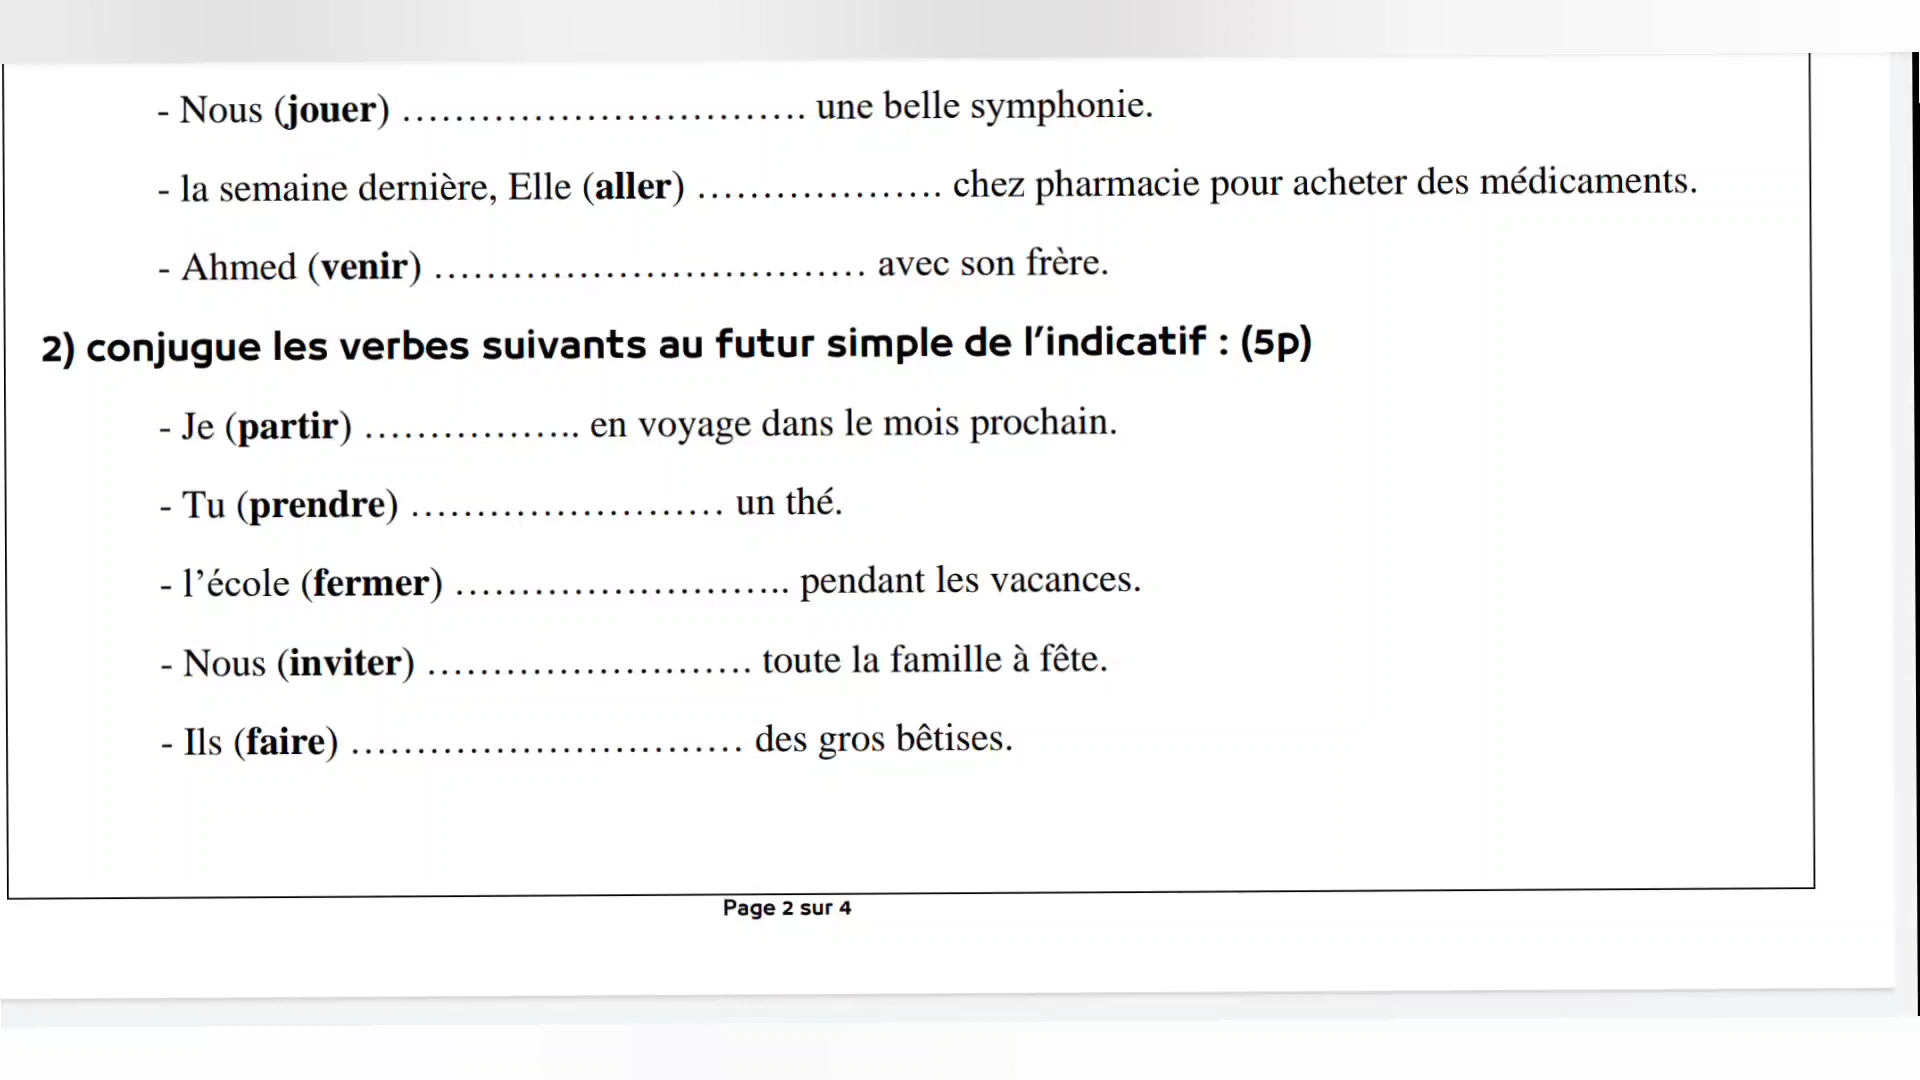 - Nous (jouer) ................................ une belle symphonie.
- la semaine dernière, Elle (aller) ................... chez pharmacie pour acheter des médicaments.
- Ahmed (venir) ................................. avec son frère.
2) conjugue les verbes suivants au futur simple de l’indicatif : (5p)
- Je (partir) ................. en voyage dans le mois prochain.
- Tu (prendre) ........................ un thé.
- l’école (fermer) .......................... pendant les vacances.
- Nous (inviter) ......................... toute la famille à fête.
- Ils (faire) .............................. des gros bêtises.
Page 2 sur 4